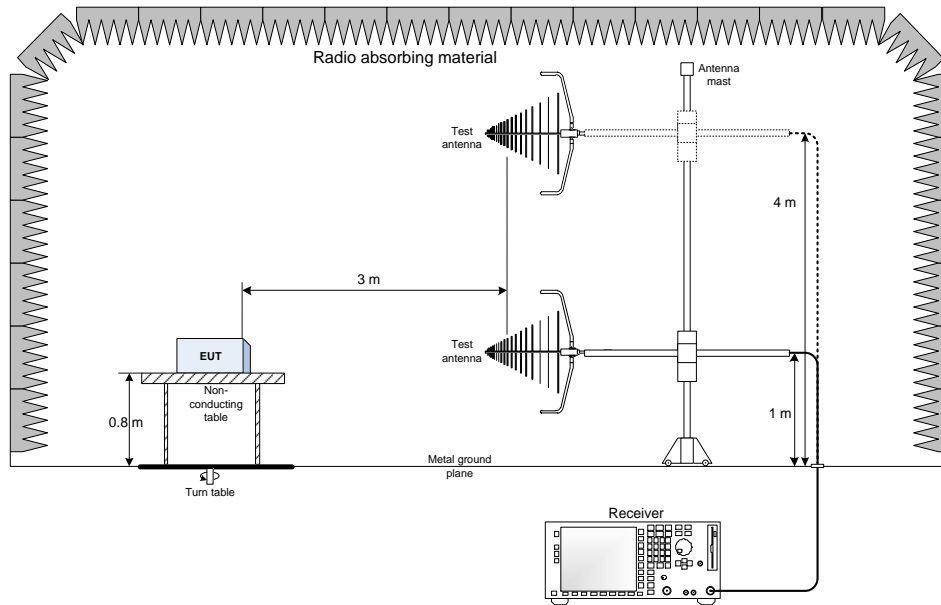 Radio absorbing material
Antenna
mast
Test
antenna
4 m
3 m
Test
antenna
EUT
Non-
conducting
table
0.8 m
1 m
Metal ground
plane
Turn table
Receiver